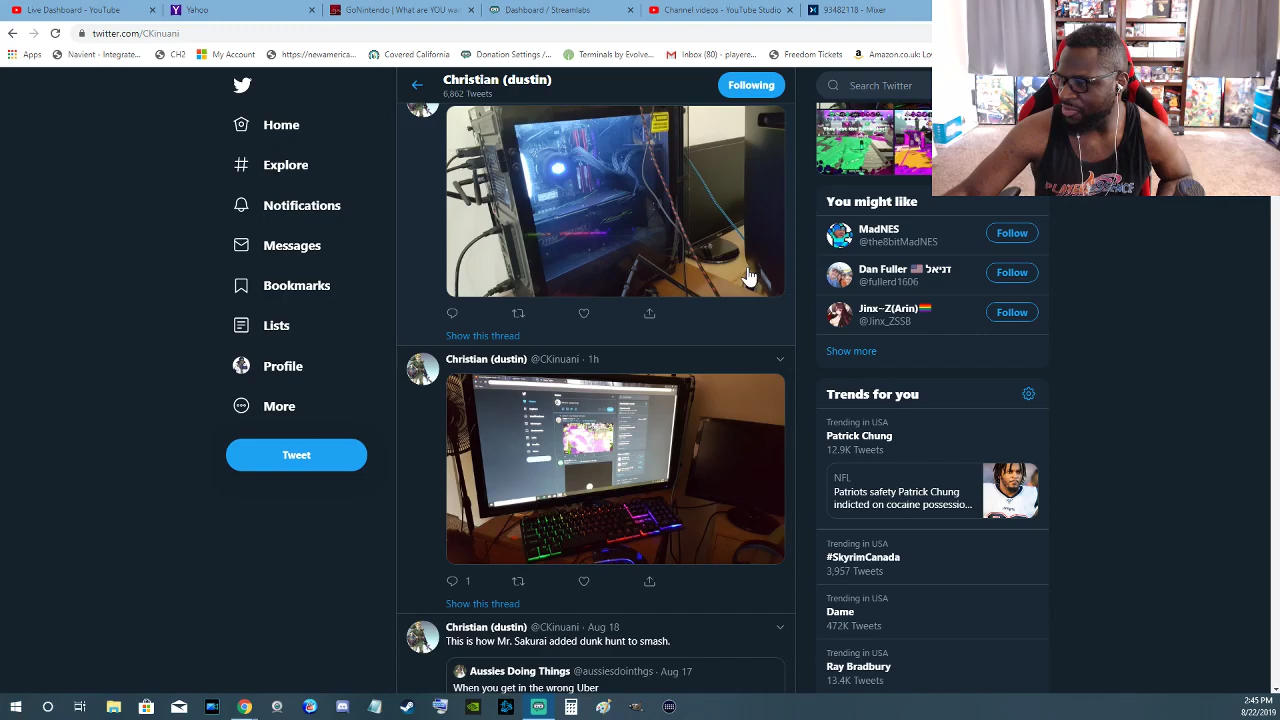 Live Dashboard - YouTube
Yahoo
GoNintendo | What are YOU wan
Dashboard / Streamlabs
Channel videos - YouTube Studio
93482118 - Mixer
twitter.com/CKinuani
Apps
Navient - Integrate...
CH2
My Account
https://newamerica...
Covered California
Donation Settings /...
Terminals by Evolve...
Inbox (80) - playere...
Freedom Tickets
Amazon.co.uk: Lo
Home
Explore
Notifications
Messages
Bookmarks
Lists
Profile
More
Tweet
Christian (dustin)
6,862 Tweets
Following
Show this thread
Christian (dustin) @CKinuani · 1h
1
Show this thread
Christian (dustin) @CKinuani · Aug 18
This is how Mr. Sakurai added dunk hunt to smash.
Aussies Doing Things @aussiesdointhgs · Aug 17
When you get in the wrong Uber
Search Twitter
You might like
MadNES
@the8bitMadNES
Follow
Dan Fuller 🇺🇸 דניאל
@fullerd1606
Follow
Jinx~Z(Arin)🏳️‍🌈
@Jinx_ZSSB
Follow
Show more
Trends for you
Trending in USA
Patrick Chung
12.9K Tweets
NFL
Patriots safety Patrick Chung
indicted on cocaine possessio...
Trending in USA
#SkyrimCanada
3,957 Tweets
Trending in USA
Dame
472K Tweets
Trending in USA
Ray Bradbury
13.4K Tweets
2:45 PM
8/22/2019